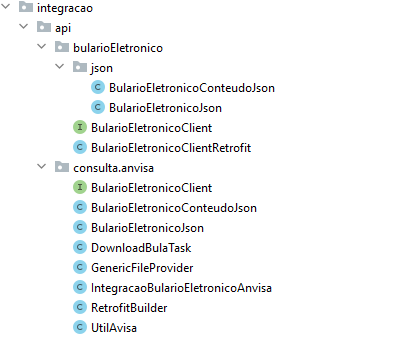 integracao
api
bularioEletronico
json
BularioEletronicoConteudoJson
BularioEletronicoJson
I BularioEletronicoClient
C BularioEletronicoClientRetrofit
consulta.anvisa
I BularioEletronicoClient
C BularioEletronicoConteudoJson
C BularioEletronicoJson
C DownloadBulaTask
C GenericFileProvider
C IntegracaoBularioEletronicoAnvisa
C RetrofitBuilder
C UtilAvisa